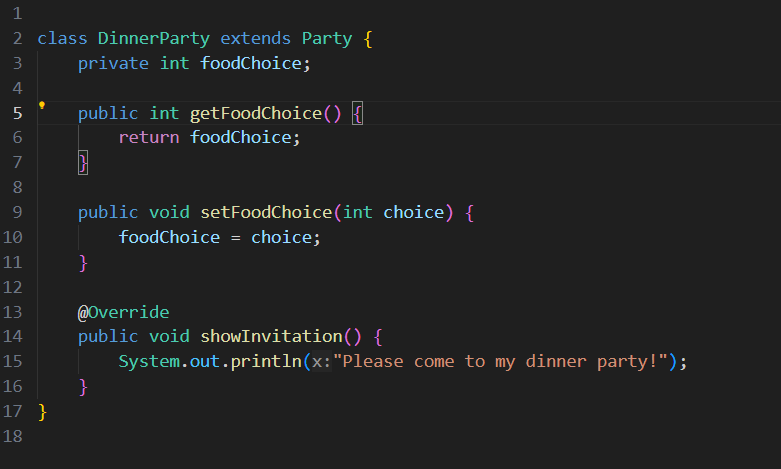 1
2 class DinnerParty extends Party {
3     private int foodChoice;
4
5     public int getFoodChoice() {
6         return foodChoice;
7     }
8
9     public void setFoodChoice(int choice) {
10         foodChoice = choice;
11     }
12
13     @Override
14     public void showInvitation() {
15         System.out.println(x:"Please come to my dinner party!");
16     }
17 }
18